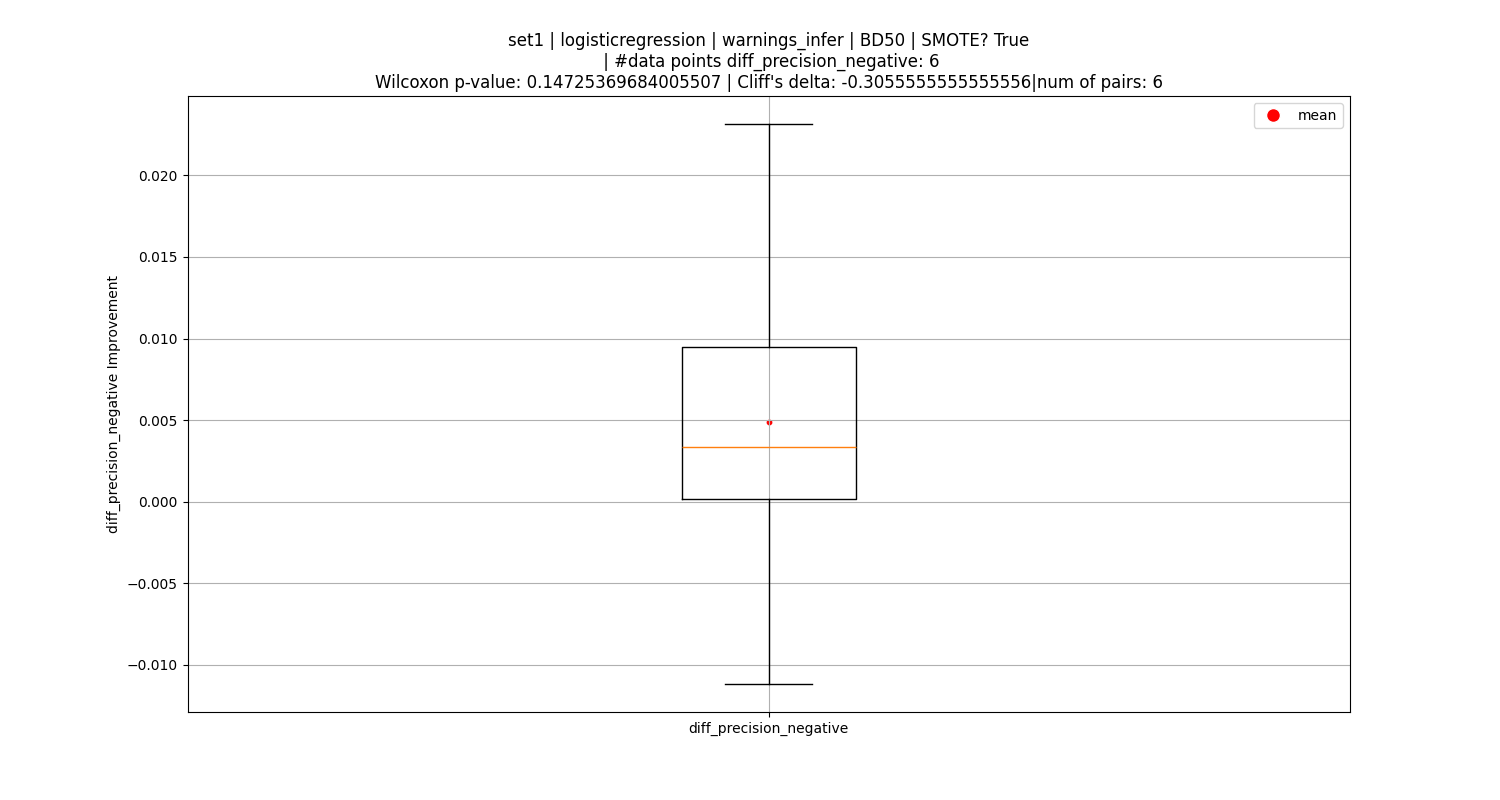 set1 | logisticregression | warnings_infer | BD50 | SMOTE? True
| #data points diff_precision_negative: 6
Wilcoxon p-value: 0.14725369684005507 | Cliff's delta: -0.3055555555555556|num of pairs: 6
mean
0.020
0.015
0.010
0.005
0.000
−0.005
−0.010
diff_precision_negative Improvement
diff_precision_negative